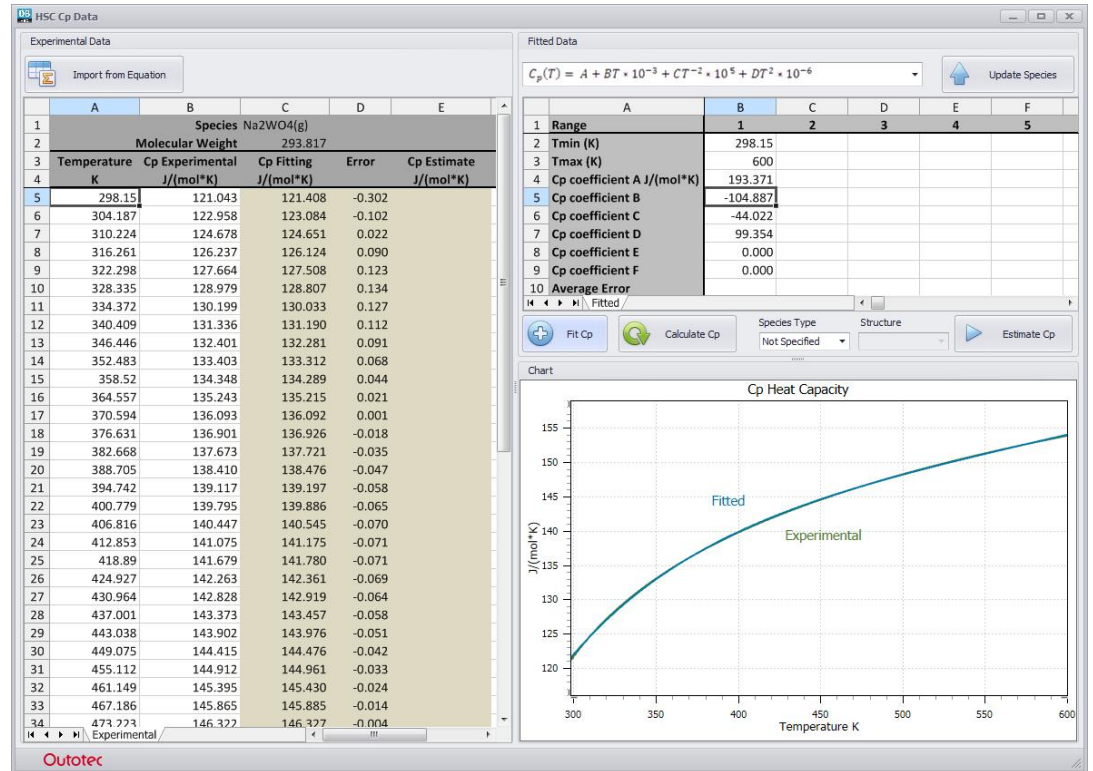 HSC Cp Data
Experimental Data
Import from Equation
A B C D E
1 Species Na2WO4(g)
2 Molecular Weight 293.817
3 Temperature Cp Experimental Cp Fitting Error Cp Estimate
4 K J/(mol*K) J/(mol*K) J/(mol*K)
5 298.15 121.043 121.408 -0.302
6 304.187 122.958 123.084 -0.102
7 310.224 124.678 124.651 0.022
8 316.261 126.237 126.124 0.090
9 322.298 127.664 127.508 0.123
10 328.335 128.979 128.807 0.134
11 334.372 130.199 130.033 0.127
12 340.409 131.336 131.190 0.112
13 346.446 132.401 132.281 0.091
14 352.483 133.403 133.312 0.068
15 358.52 134.348 134.289 0.044
16 364.557 135.243 135.215 0.021
17 370.594 136.093 136.092 0.001
18 376.631 136.901 136.926 -0.018
19 382.668 137.673 137.721 -0.035
20 388.705 138.410 138.476 -0.047
21 394.742 139.117 139.197 -0.058
22 400.779 139.795 139.886 -0.065
23 406.816 140.447 140.545 -0.070
24 412.853 141.075 141.175 -0.071
25 418.89 141.679 141.780 -0.071
26 424.927 142.263 142.361 -0.069
27 430.964 142.828 142.919 -0.064
28 437.001 143.373 143.457 -0.058
29 443.038 143.902 143.976 -0.051
30 449.075 144.415 144.476 -0.042
31 455.112 144.912 144.961 -0.033
32 461.149 145.395 145.430 -0.024
33 467.186 145.865 145.885 -0.014
34 473.223 146.322 146.327 -0.004
Experimental
Outotec
Fitted Data
Cp(T) = A + BT * 10⁻³ + CT⁻² * 10⁵ + DT² * 10⁻⁶
Update Species
A B C D E F
1 Range 1 2 3 4 5
2 Tmin (K) 298.15
3 Tmax (K) 600
4 Cp coefficient A J/(mol*K) 193.371
5 Cp coefficient B -104.887
6 Cp coefficient C -44.022
7 Cp coefficient D 99.354
8 Cp coefficient E 0.000
9 Cp coefficient F 0.000
10 Average Error
Fitted
Fit Cp
Calculate Cp
Species Type
Not Specified
Structure
Estimate Cp
Chart
Cp Heat Capacity
J/(mol*K)
155
150
145
140
135
130
125
120
Fitted
Experimental
300 350 400 450 500 550 600
Temperature K